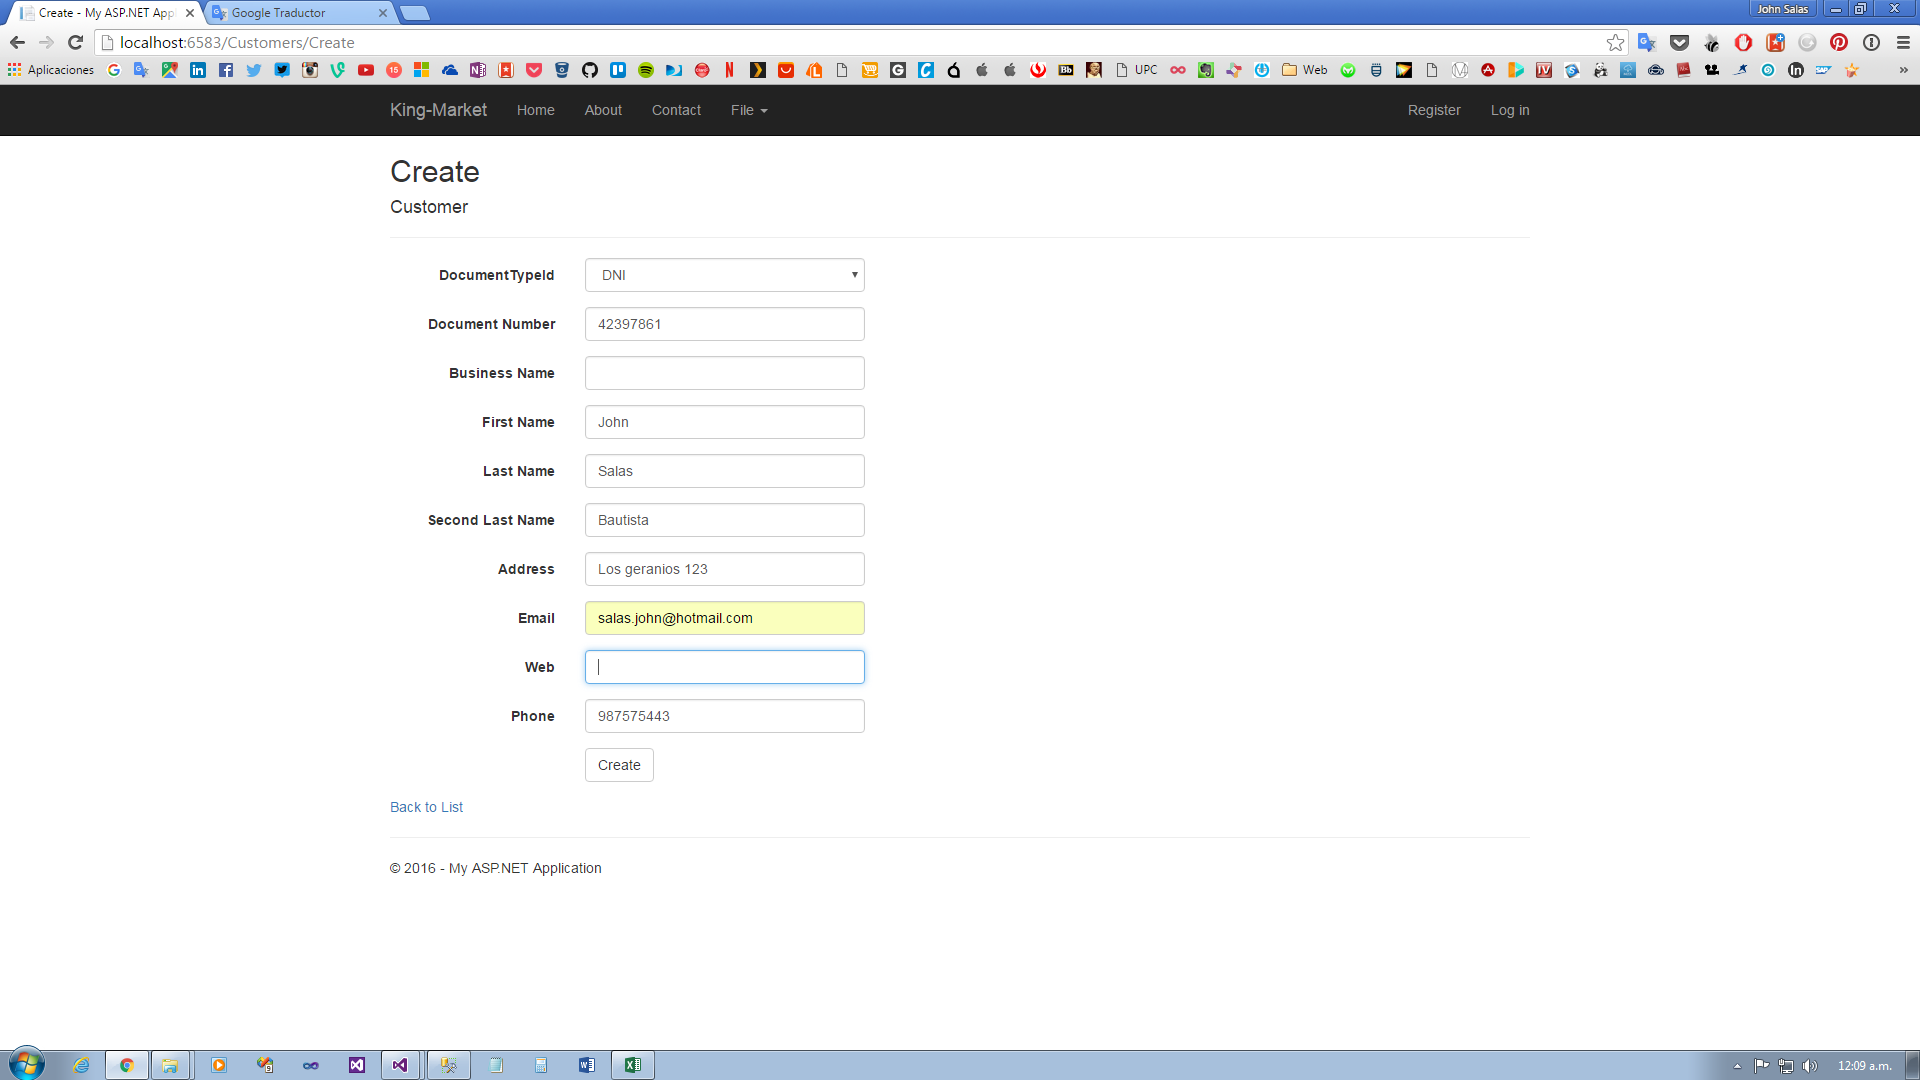 Create - My ASP.NET App
Google Traductor
John Salas
localhost:6583/Customers/Create
Aplicaciones
UPC
Web
King-Market
Home
About
Contact
File
Register
Log in
Create
Customer
DocumentTypeId
DNI
Document Number
42397861
Business Name
First Name
John
Last Name
Salas
Second Last Name
Bautista
Address
Los geranios 123
Email
salas.john@hotmail.com
Web
Phone
987575443
Create
Back to List
© 2016 - My ASP.NET Application
12:09 a.m.